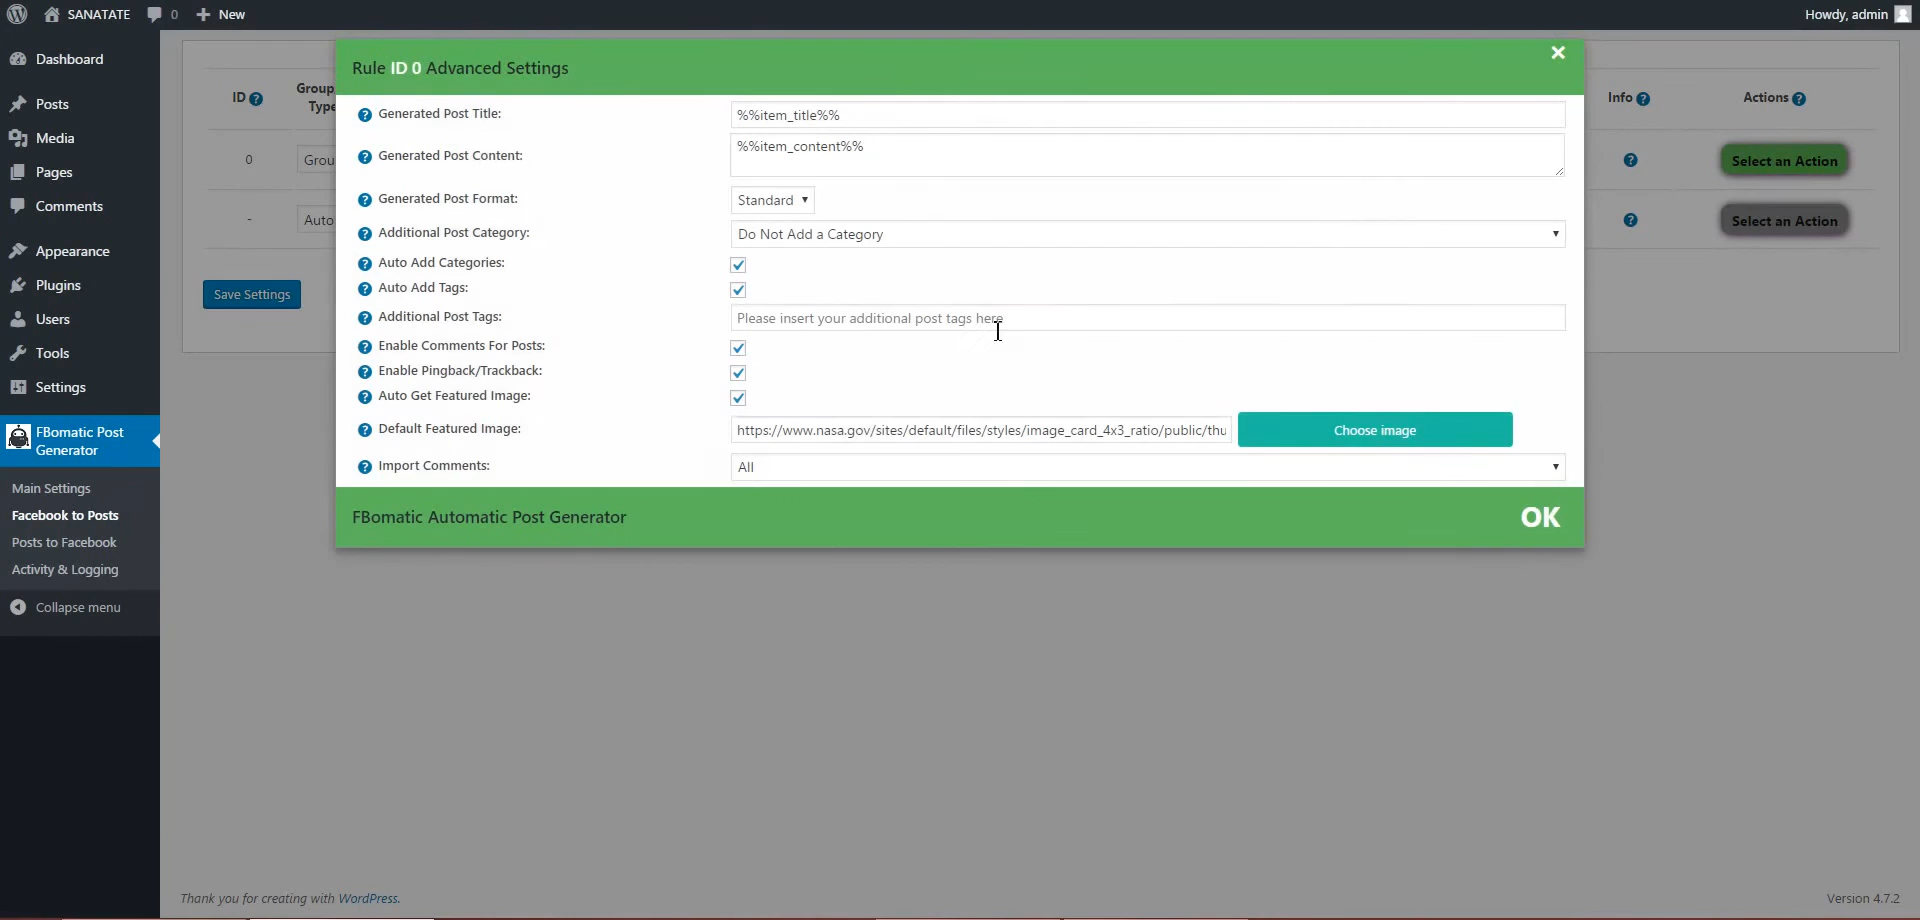 SANATATE
0
New
Howdy, admin
Dashboard
Posts
Media
Pages
Comments
Appearance
Plugins
Users
Tools
Settings
FBomatic Post
Generator
Main Settings
Facebook to Posts
Posts to Facebook
Activity & Logging
Collapse menu
ID
Group
Type
Info
Actions
0
Grou
Select an Action
-
Auto
Select an Action
Save Settings
Rule ID 0 Advanced Settings
×
Generated Post Title:
%%item_title%%
Generated Post Content:
%%item_content%%
Generated Post Format:
Standard
Additional Post Category:
Do Not Add a Category
Auto Add Categories:
Auto Add Tags:
Additional Post Tags:
Please insert your additional post tags here
Enable Comments For Posts:
Enable Pingback/Trackback:
Auto Get Featured Image:
Default Featured Image:
https://www.nasa.gov/sites/default/files/styles/image_card_4x3_ratio/public/thu
Choose image
Import Comments:
All
FBomatic Automatic Post Generator
OK
Thank you for creating with WordPress.
Version 4.7.2